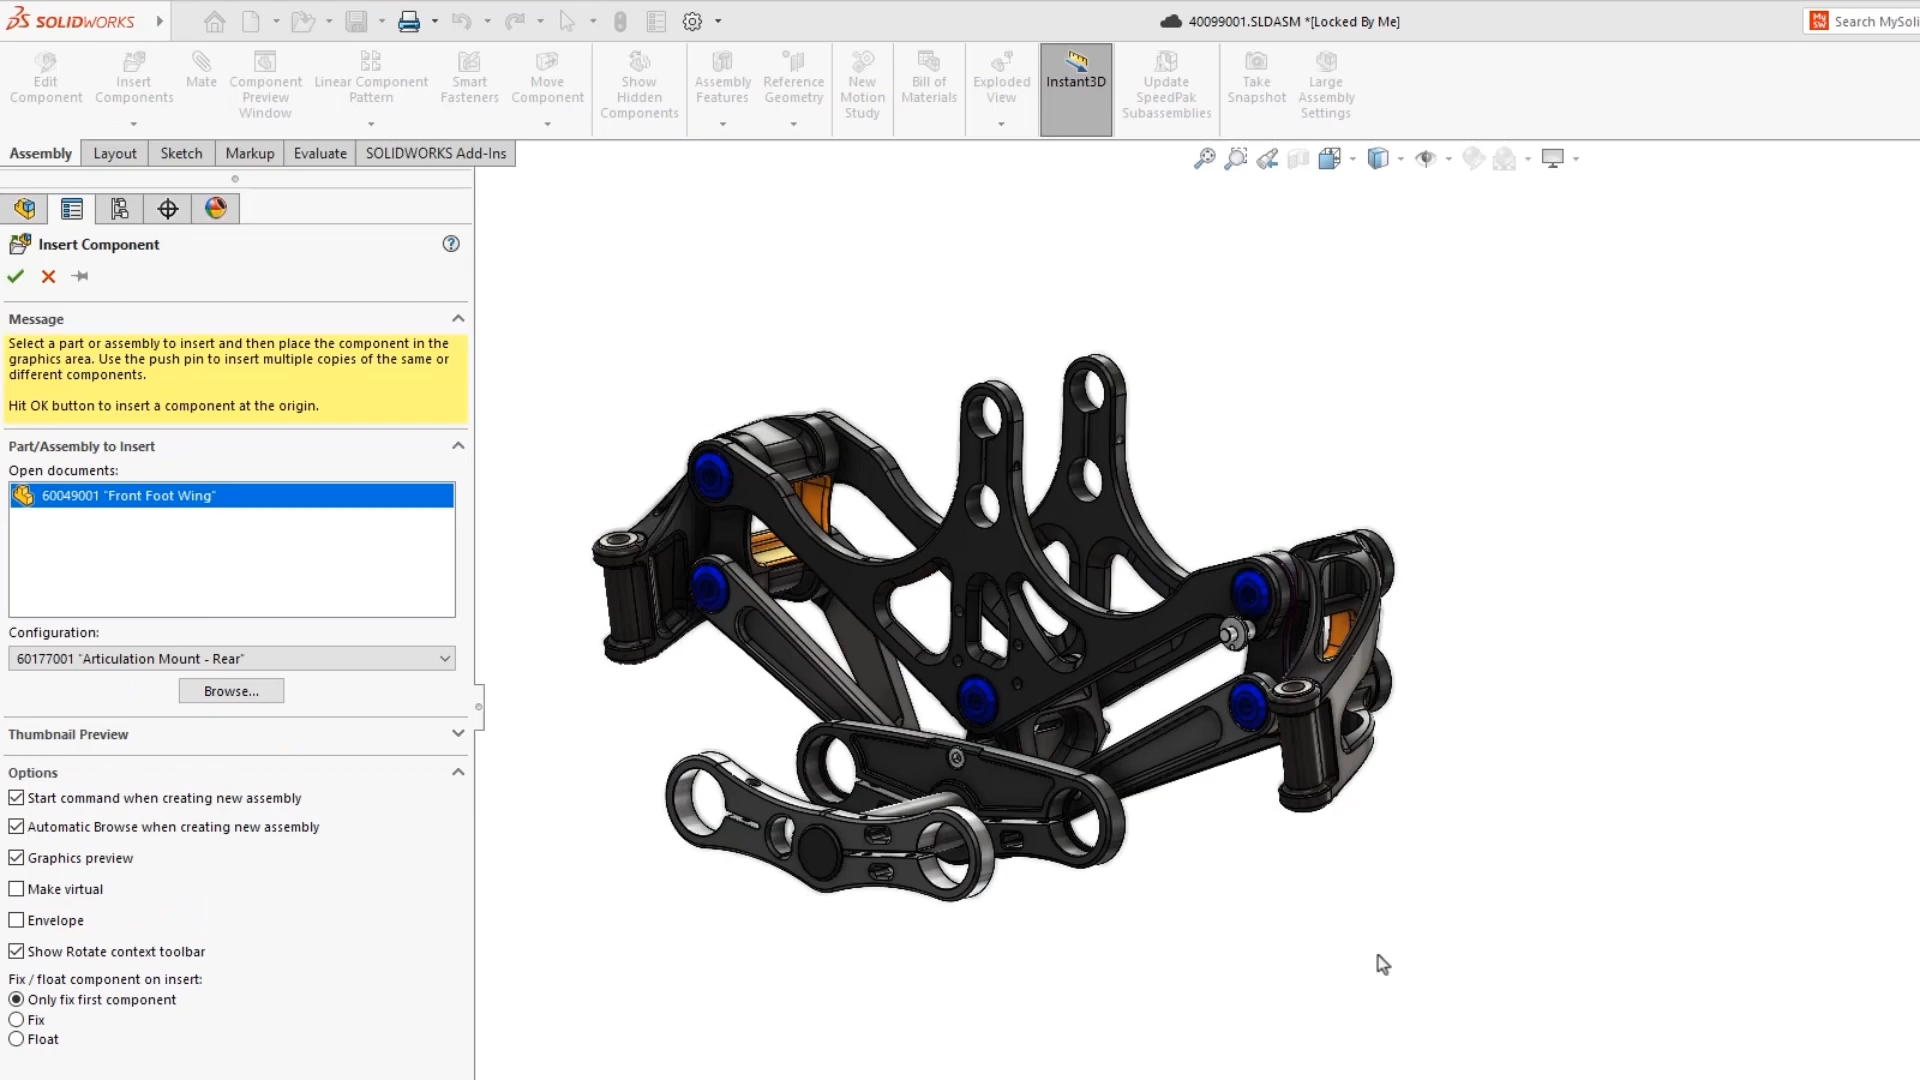 SOLIDWORKS
40099001.SLDASM *[Locked By Me]
Search MySoli
Edit
Component
Insert
Components
Mate
Component
Preview
Window
Linear Component
Pattern
Smart
Fasteners
Move
Component
Show
Hidden
Components
Assembly
Features
Reference
Geometry
New
Motion
Study
Bill of
Materials
Exploded
View
Instant3D
Update
SpeedPak
Subassemblies
Take
Snapshot
Large
Assembly
Settings
Assembly
Layout
Sketch
Markup
Evaluate
SOLIDWORKS Add-Ins
Insert Component
Message
Select a part or assembly to insert and then place the component in the
graphics area. Use the push pin to insert multiple copies of the same or
different components.
Hit OK button to insert a component at the origin.
Part/Assembly to Insert
Open documents:
60049001 "Front Foot Wing"
Configuration:
60177001 "Articulation Mount - Rear"
Browse...
Thumbnail Preview
Options
Start command when creating new assembly
Automatic Browse when creating new assembly
Graphics preview
Make virtual
Envelope
Show Rotate context toolbar
Fix / float component on insert:
Only fix first component
Fix
Float